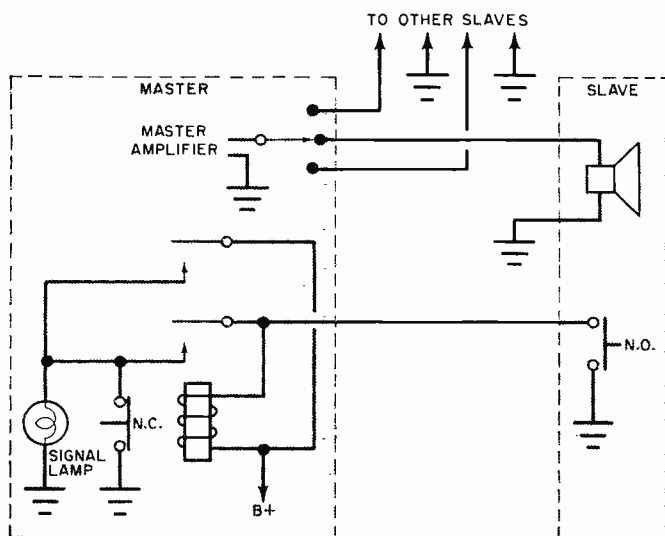 TO OTHER SLAVES
MASTER
SLAVE
MASTER
AMPLIFIER
N.O.
N.C.
SIGNAL
LAMP
B+